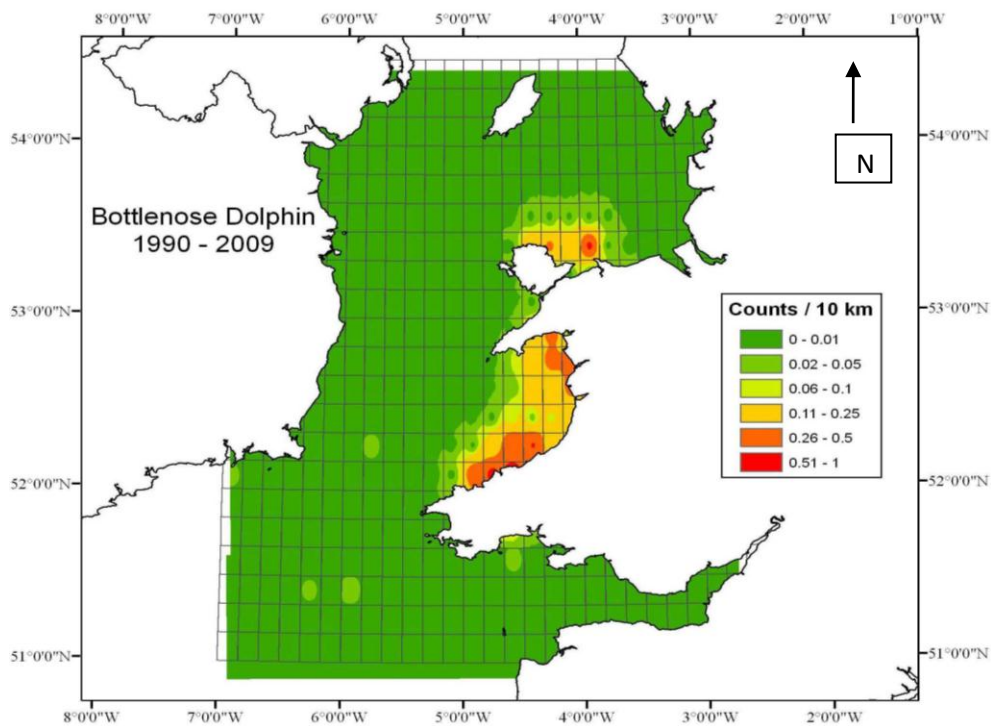 8°0'0"W 7°0'0"W 6°0'0"W 5°0'0"W 4°0'0"W 3°0'0"W 2°0'0"W 1°0'0"W
54°0'0"N 54°0'0"N
N
Bottlenose Dolphin
1990 - 2009
53°0'0"N 53°0'0"N
Counts / 10 km
0 - 0.01
0.02 - 0.05
0.06 - 0.1
0.11 - 0.25
0.26 - 0.5
0.51 - 1
52°0'0"N 52°0'0"N
51°0'0"N 51°0'0"N
8°0'0"W 7°0'0"W 6°0'0"W 5°0'0"W 4°0'0"W 3°0'0"W 2°0'0"W 1°0'0"W